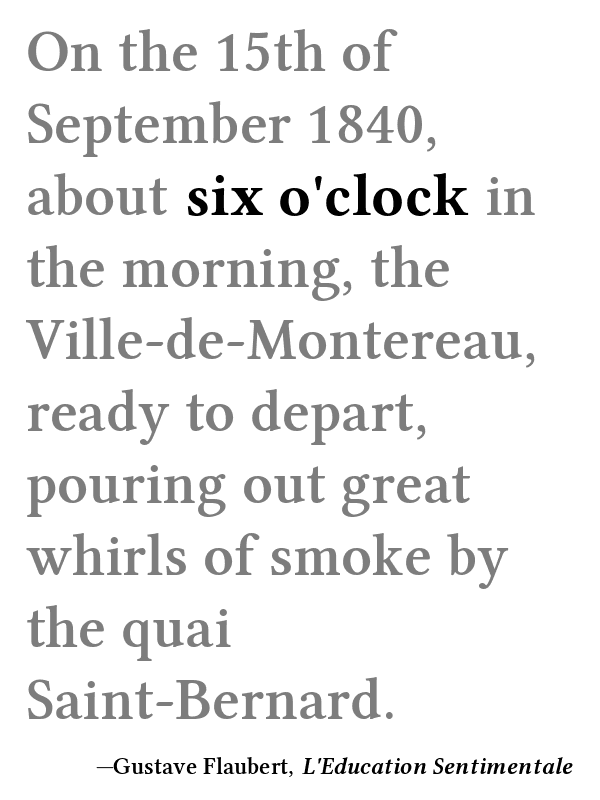 On the 15th of
September 1840,
about six o'clock in
the morning, the
Ville-de-Montereau,
ready to depart,
pouring out great
whirls of smoke by
the quai
Saint-Bernard.
—Gustave Flaubert, L'Education Sentimentale